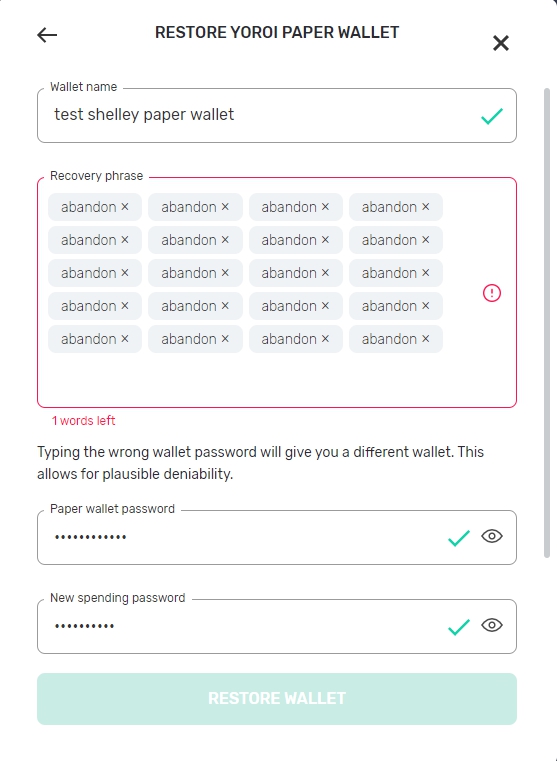 RESTORE YOROI PAPER WALLET
Wallet name
test shelley paper wallet
Recovery phrase
abandon × abandon × abandon × abandon ×
abandon × abandon × abandon × abandon ×
abandon × abandon × abandon × abandon ×
abandon × abandon × abandon × abandon ×
abandon × abandon × abandon × abandon ×
1 words left
Typing the wrong wallet password will give you a different wallet. This
allows for plausible deniability.
Paper wallet password
••••••••••••
New spending password
••••••••••
RESTORE WALLET